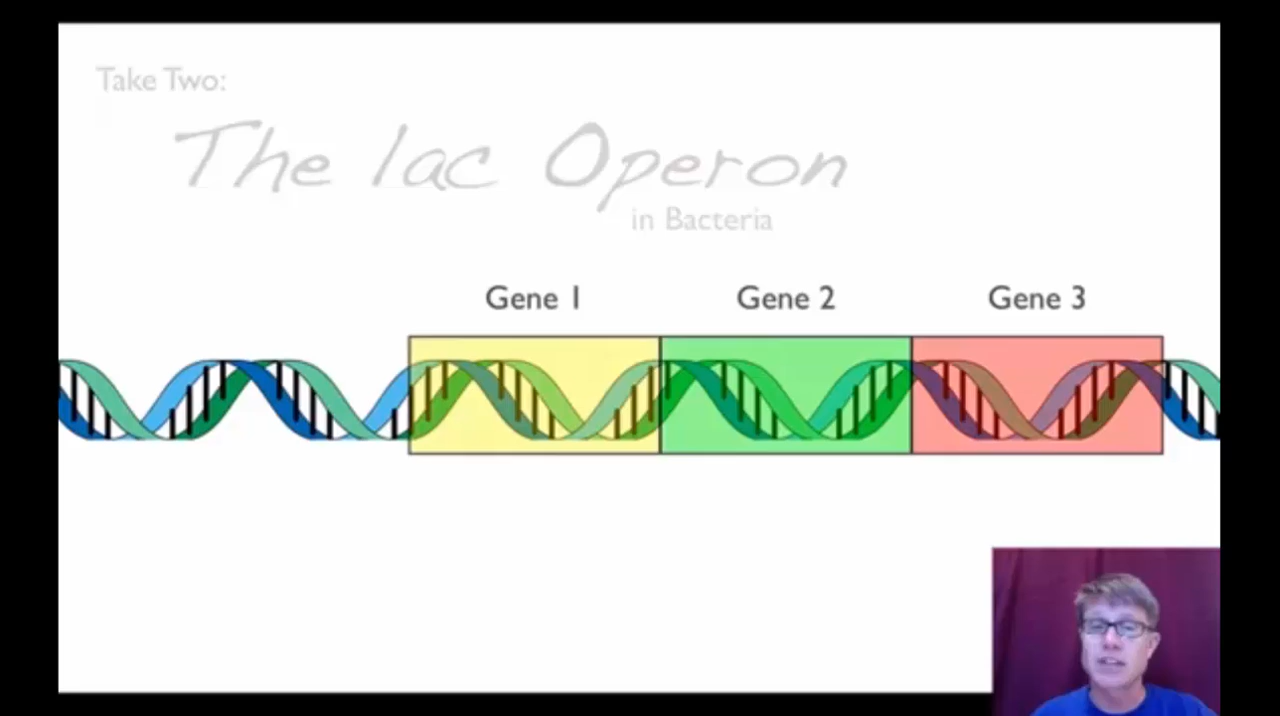 Take Two:
The lac Operon
in Bacteria
Gene 1 Gene 2 Gene 3